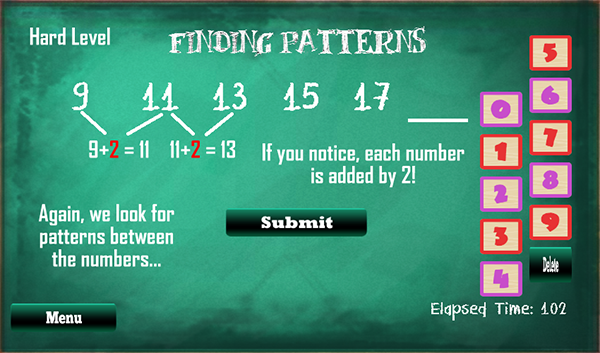 Hard Level
FINDING PATTERNS
9 11 13 15 17
9+2 = 11 11+2 = 13
If you notice, each number
is added by 2!
Again, we look for
patterns between
the numbers...
Submit
0
1
2
3
4
5
6
7
8
9
Delete
Elapsed Time: 102
Menu